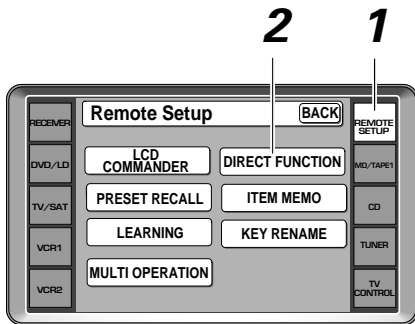 2 1
Remote Setup BACK
RECEIVER
DVD/LD
TV/SAT
VCR1
VCR2
LCD
COMMANDER
DIRECT FUNCTION
PRESET RECALL
ITEM MEMO
LEARNING
KEY RENAME
MULTI OPERATION
REMOTE
SETUP
MD/TAPE1
CD
TUNER
TV
CONTROL